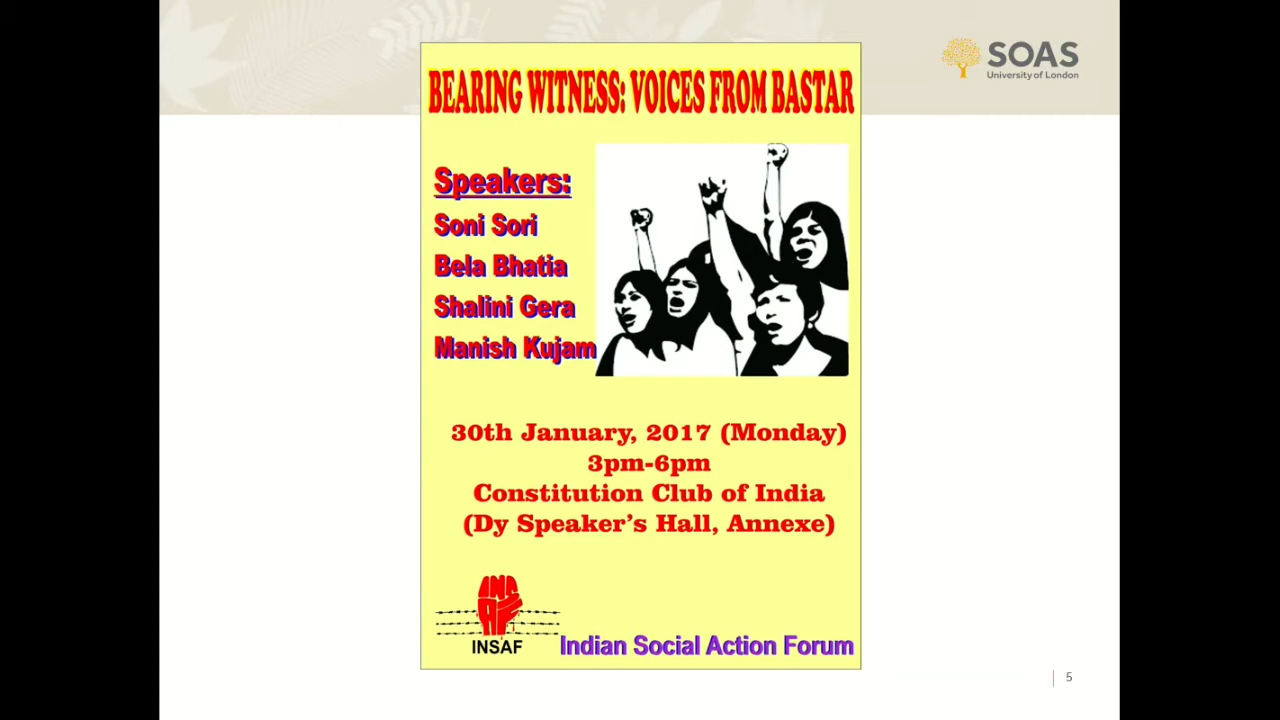 SOAS
University of London
BEARING WITNESS: VOICES FROM BASTAR
Speakers:
Soni Sori
Bela Bhatia
Shalini Gera
Manish Kujam
30th January, 2017 (Monday)
3pm-6pm
Constitution Club of India
(Dy Speaker's Hall, Annexe)
INSAF
INSAF
Indian Social Action Forum
5